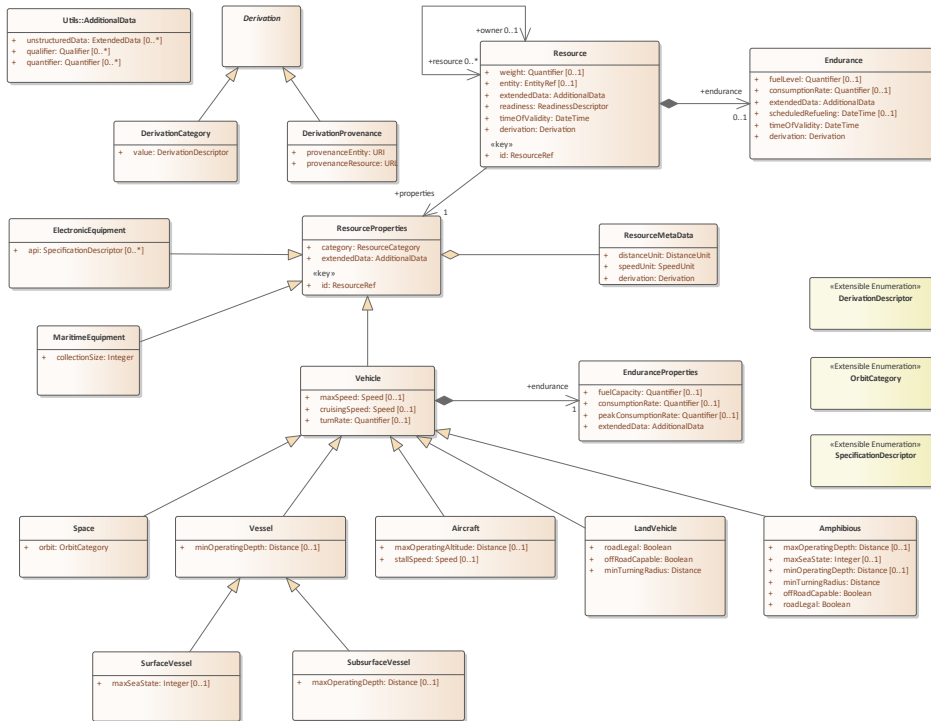 Utils::AdditionalData
+ unstructuredData: ExtendedData [0..*]
+ qualifier: Qualifier [0..*]
+ quantifier: Quantifier [0..*]
Derivation
DerivationCategory
+ value: DerivationDescriptor
DerivationProvenance
+ provenanceEntity: URI
+ provenanceResource: URI
+owner 0..1
+resource 0..*
Resource
+ weight: Quantifier [0..1]
+ entity: EntityRef [0..1]
+ extendedData: AdditionalData
+ readiness: ReadinessDescriptor
+ timeOfValidity: DateTime
+ derivation: Derivation
«key»
+ id: ResourceRef
+endurance
0..1
Endurance
+ fuelLevel: Quantifier [0..1]
+ consumptionRate: Quantifier [0..1]
+ extendedData: AdditionalData
+ scheduledRefueling: DateTime [0..1]
+ timeOfValidity: DateTime
+ derivation: Derivation
+properties
1
ElectronicEquipment
+ api: SpecificationDescriptor [0..*]
ResourceProperties
+ category: ResourceCategory
+ extendedData: AdditionalData
«key»
+ id: ResourceRef
ResourceMetaData
+ distanceUnit: DistanceUnit
+ speedUnit: SpeedUnit
+ derivation: Derivation
«Extensible Enumeration»
DerivationDescriptor
MaritimeEquipment
+ collectionSize: Integer
Vehicle
+ maxSpeed: Speed [0..1]
+ cruisingSpeed: Speed [0..1]
+ turnRate: Quantifier [0..1]
+endurance
1
EnduranceProperties
+ fuelCapacity: Quantifier [0..1]
+ consumptionRate: Quantifier [0..1]
+ peakConsumptionRate: Quantifier [0..1]
+ extendedData: AdditionalData
«Extensible Enumeration»
OrbitCategory
«Extensible Enumeration»
SpecificationDescriptor
Space
+ orbit: OrbitCategory
Vessel
+ minOperatingDepth: Distance [0..1]
Aircraft
+ maxOperatingAltitude: Distance [0..1]
+ stallSpeed: Speed [0..1]
LandVehicle
+ roadLegal: Boolean
+ offRoadCapable: Boolean
+ minTurningRadius: Distance
Amphibious
+ maxOperatingDepth: Distance [0..1]
+ maxSeaState: Integer [0..1]
+ minOperatingDepth: Distance [0..1]
+ minTurningRadius: Distance
+ offRoadCapable: Boolean
+ roadLegal: Boolean
SurfaceVessel
+ maxSeaState: Integer [0..1]
SubsurfaceVessel
+ maxOperatingDepth: Distance [0..1]